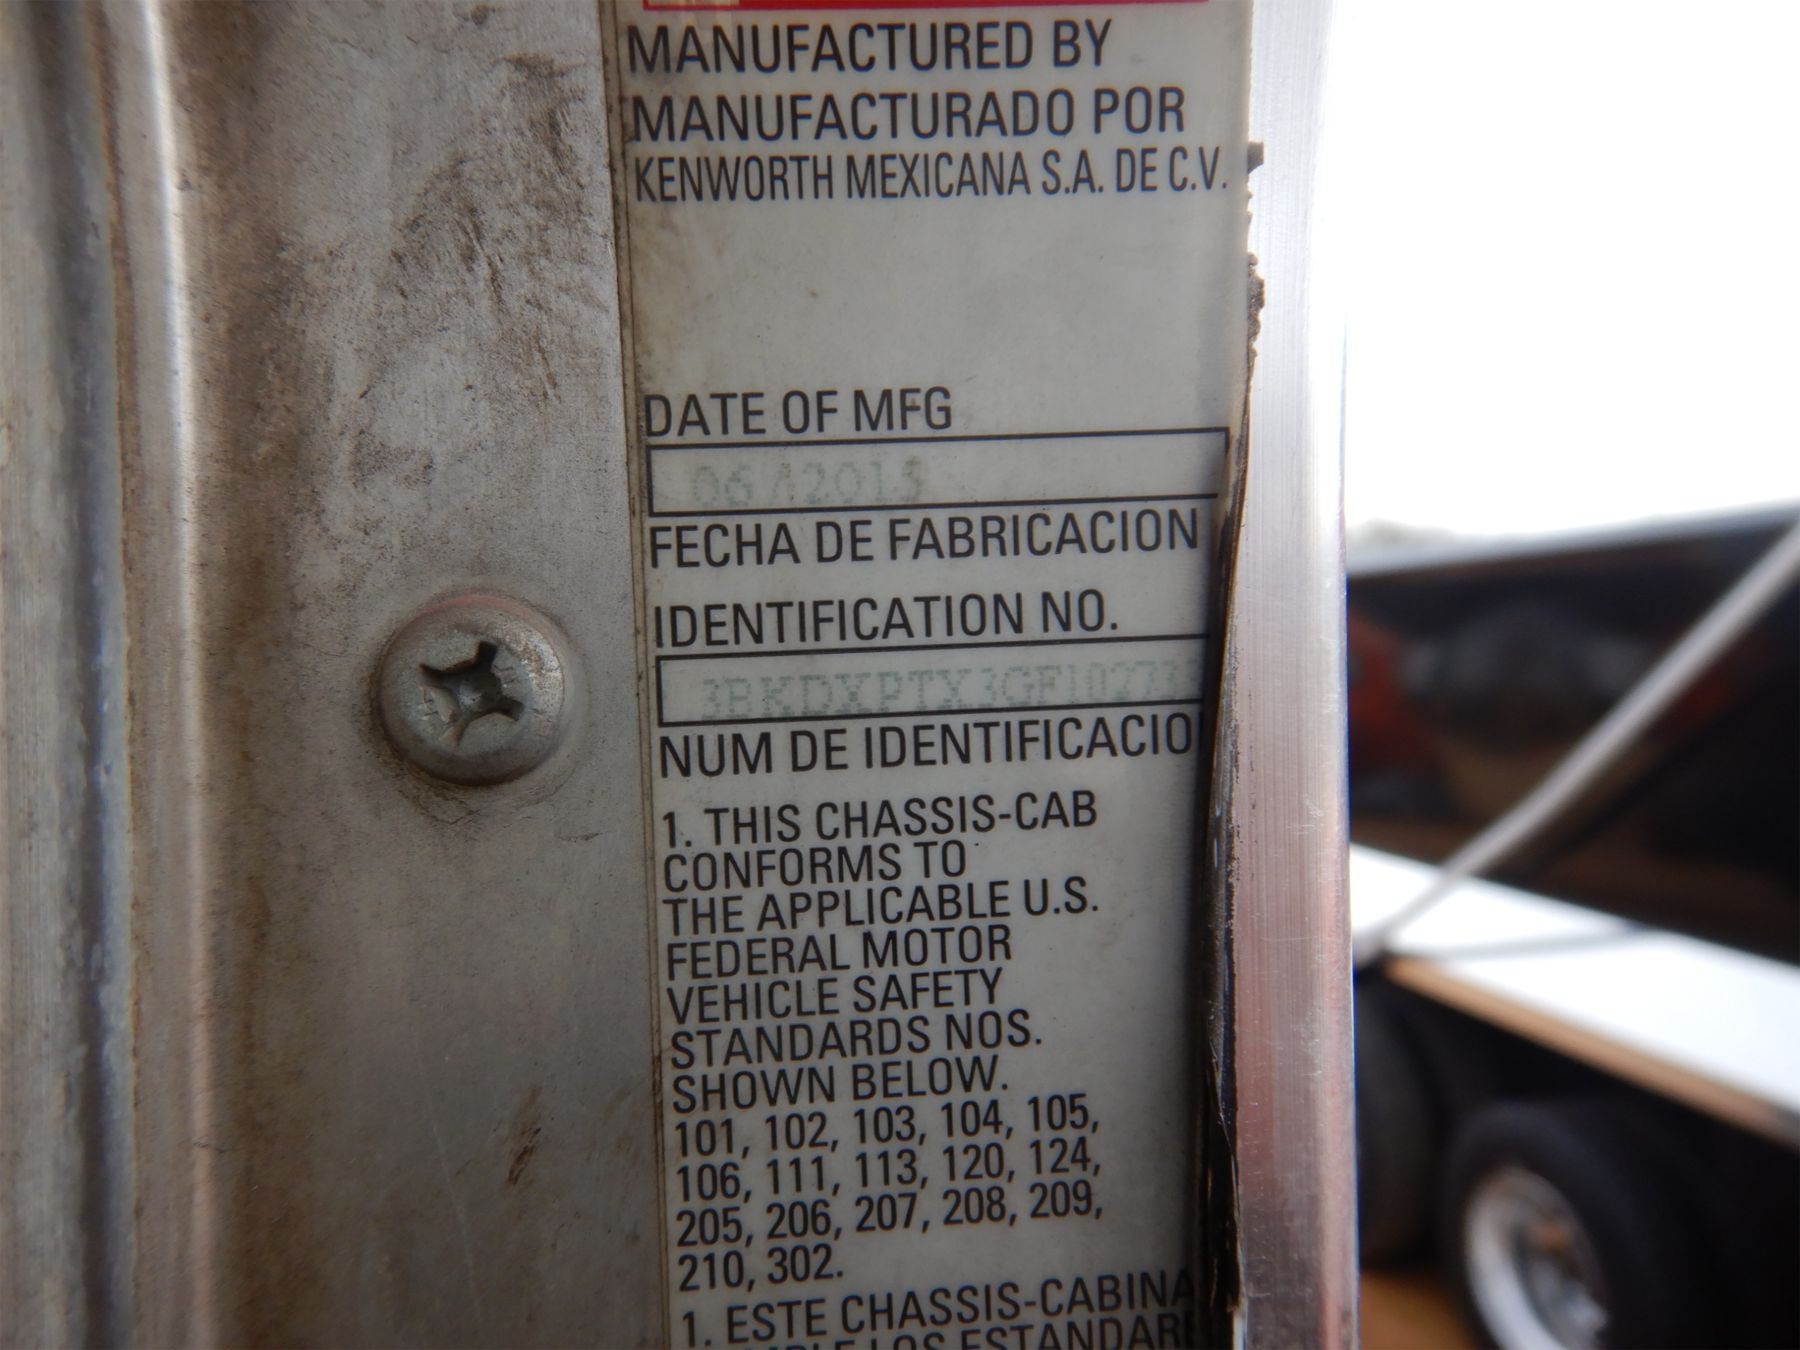 MANUFACTURED BY
MANUFACTURADO POR
KENWORTH MEXICANA S.A. DE C.V.
DATE OF MFG
06/2015
FECHA DE FABRICACION
IDENTIFICATION NO.
NUM DE IDENTIFICACIO
1. THIS CHASSIS-CAB
CONFORMS TO
THE APPLICABLE U.S.
FEDERAL MOTOR
VEHICLE SAFETY
STANDARDS NOS.
SHOWN BELOW.
101, 102, 103, 104, 105,
106, 111, 113, 120, 124,
205, 206, 207, 208, 209,
210, 302.
1. ESTE CHASSIS-CABINA